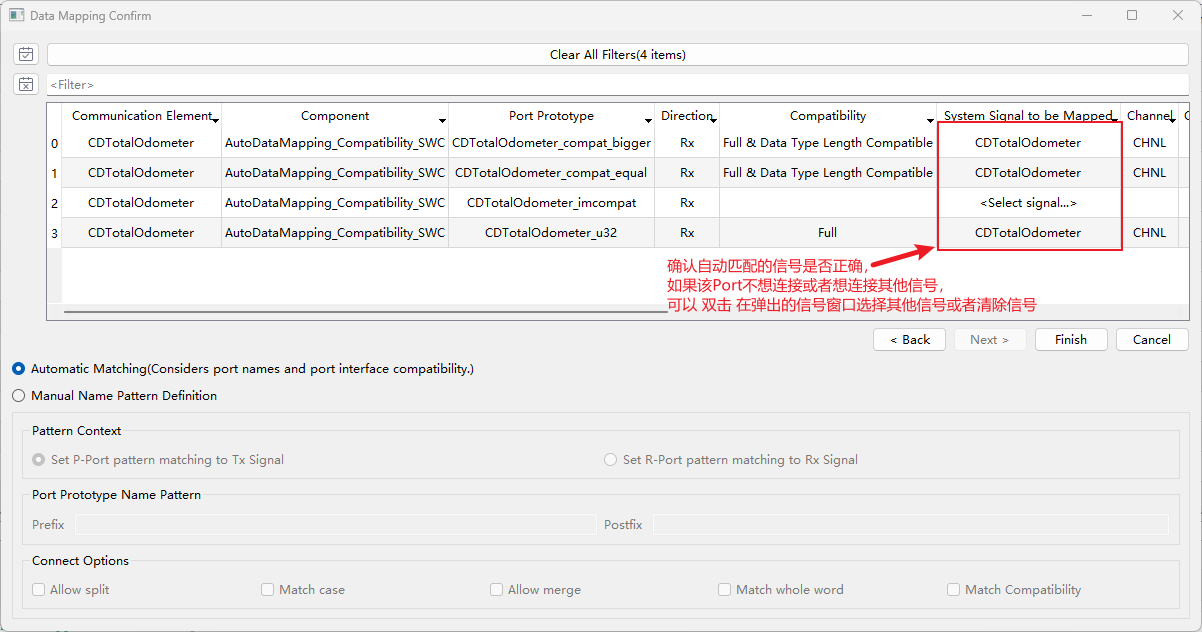 Data Mapping Confirm
Clear All Filters(4 items)
<Filter>
Communication Element Component Port Prototype Direction Compatibility System Signal to be Mapped Channel
0 CDTotalOdometer AutoDataMapping_Compatibility_SWC CDTotalOdometer_compat_bigger Rx Full & Data Type Length Compatible CDTotalOdometer CHNL
1 CDTotalOdometer AutoDataMapping_Compatibility_SWC CDTotalOdometer_compat_equal Rx Full & Data Type Length Compatible CDTotalOdometer CHNL
2 CDTotalOdometer AutoDataMapping_Compatibility_SWC CDTotalOdometer_imcompat Rx <Select signal...>
3 CDTotalOdometer AutoDataMapping_Compatibility_SWC CDTotalOdometer_u32 Rx Full CDTotalOdometer CHNL
确认自动匹配的信号是否正确，
如果该Port不想连接或者想连接其他信号，
可以 双击 在弹出的信号窗口选择其他信号或者清除信号
< Back Next > Finish Cancel
Automatic Matching(Considers port names and port interface compatibility.)
Manual Name Pattern Definition
Pattern Context
Set P-Port pattern matching to Tx Signal Set R-Port pattern matching to Rx Signal
Port Prototype Name Pattern
Prefix Postfix
Connect Options
Allow split Match case Allow merge Match whole word Match Compatibility